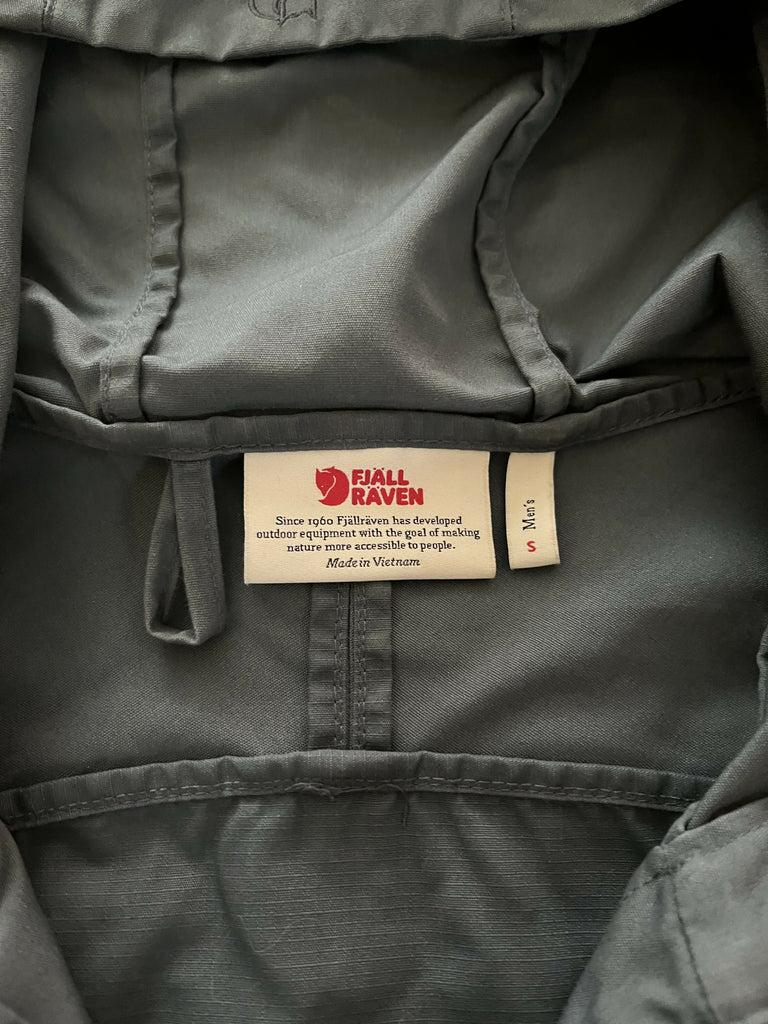 FJÄLL
RÄVEN
Since 1960 Fjällräven has developed
outdoor equipment with the goal of making
nature more accessible to people.
Made in Vietnam
Men's
S